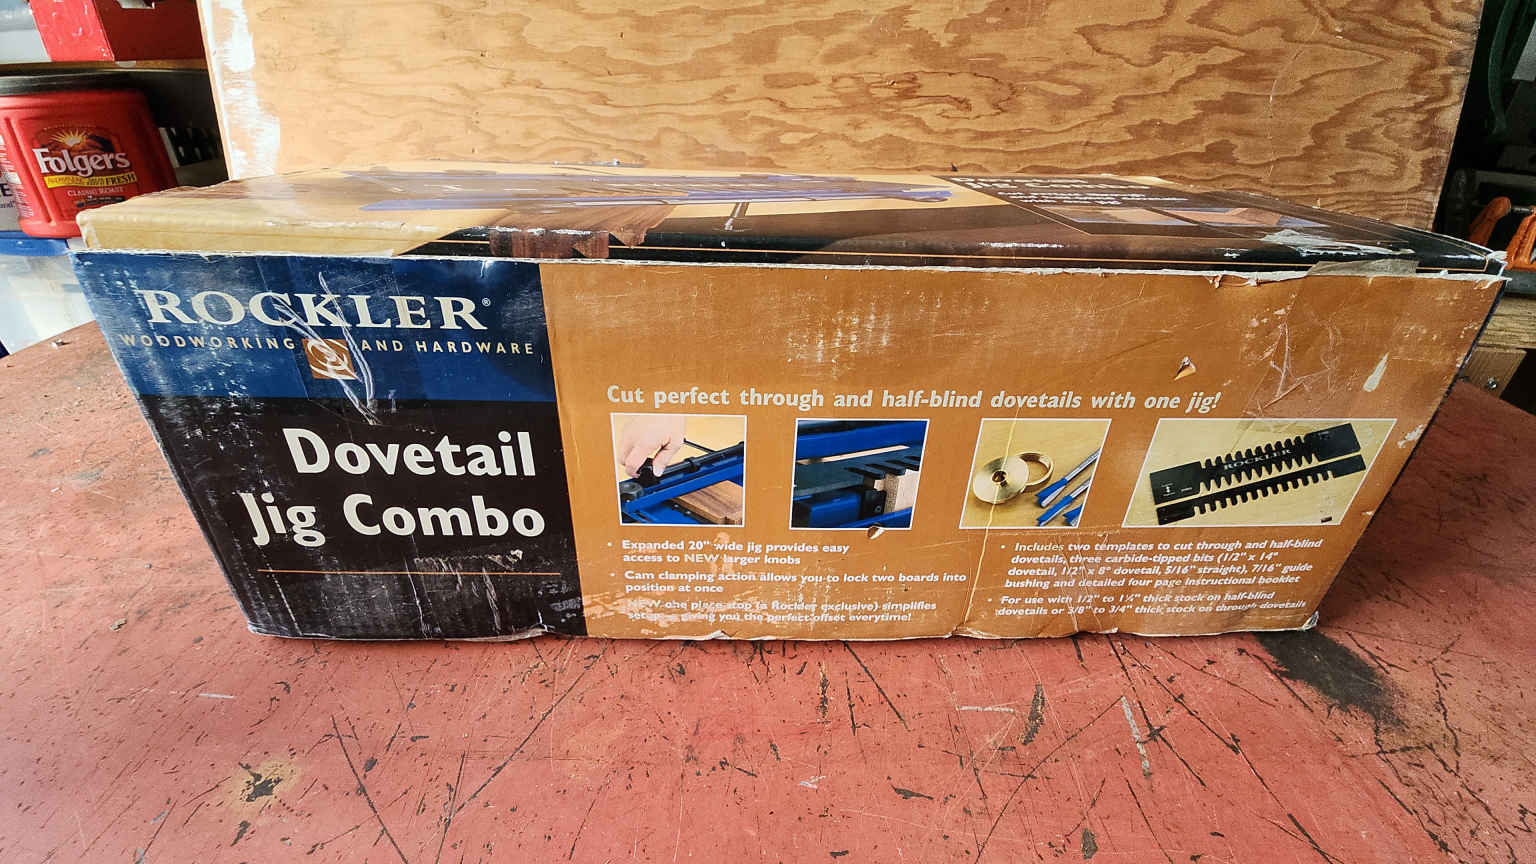 Folgers
CLASSIC ROAST
Jig Combo
ROCKLER®
WOODWORKING AND HARDWARE
Dovetail
Jig Combo
Cut perfect through and half-blind dovetails with one jig!
ROCKLER
• Expanded 20" wide jig provides easy
access to NEW larger knobs
• Cam clamping action allows you to lock two boards into
position at once
NEW one piece stop (a Rockler exclusive) simplifies
giving you the perfect offset everytime!
• Includes two templates to cut through and half-blind
dovetails, three carbide-tipped bits (1/2" x 14°
dovetail, 1/2" x 8° dovetail, 5/16" straight), 7/16" guide
bushing and detailed four page instructional booklet
• For use with 1/2" to 1¼" thick stock on half-blind
dovetails or 3/8" to 3/4" thick stock on through dovetails